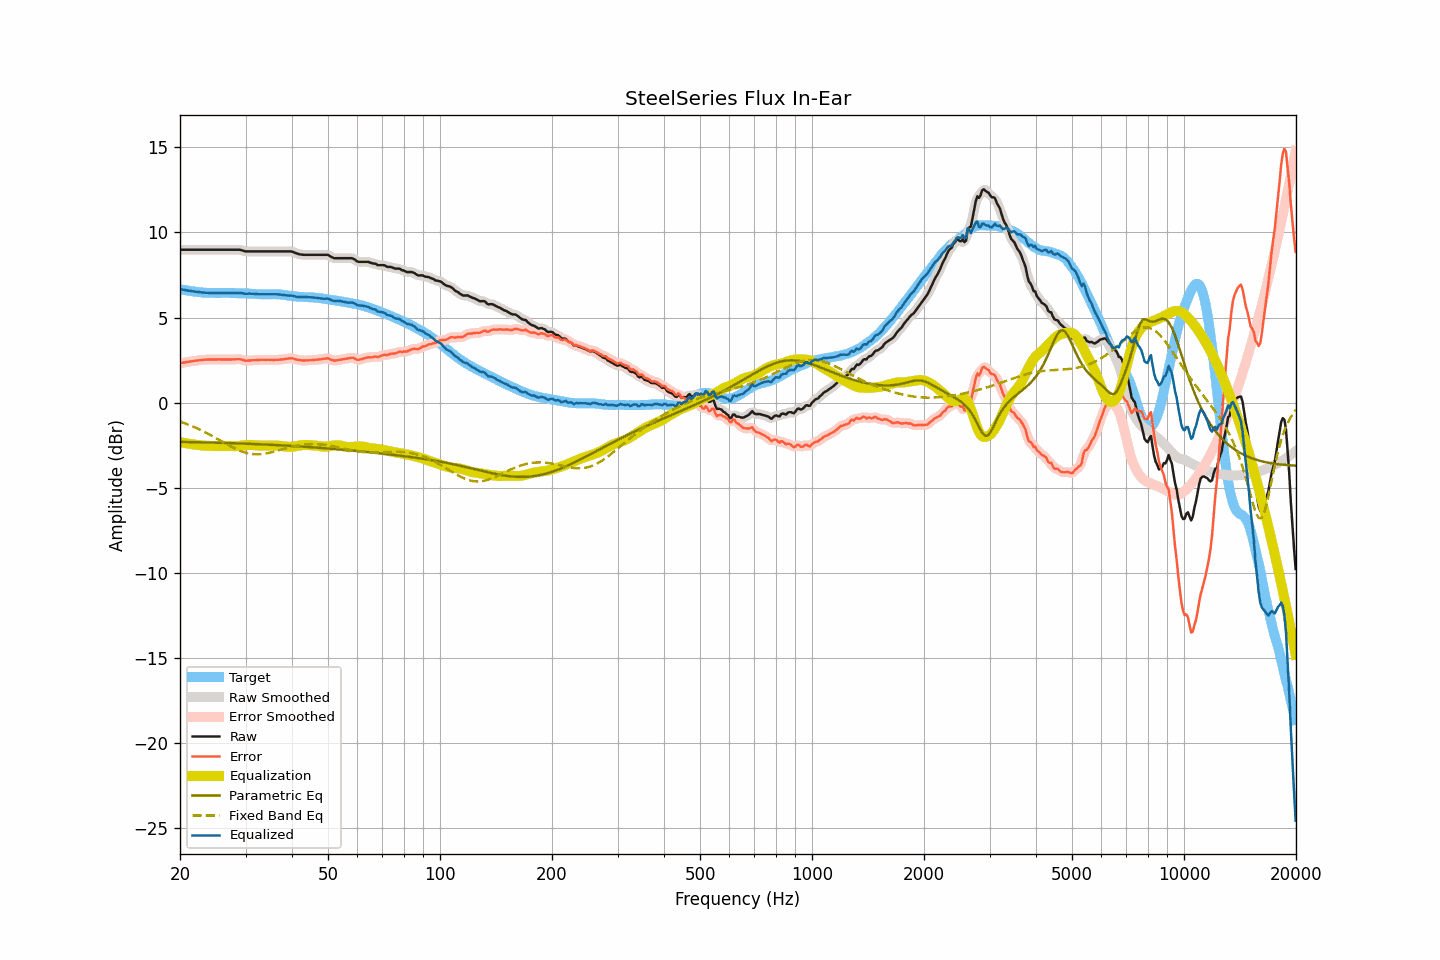 SteelSeries Flux In-Ear
15
10
5
0
−5
−10
−15
−20
−25
Amplitude (dBr)
Target
Raw Smoothed
Error Smoothed
Raw
Error
Equalization
Parametric Eq
Fixed Band Eq
Equalized
20 50 100 200 500 1000 2000 5000 10000 20000
Frequency (Hz)